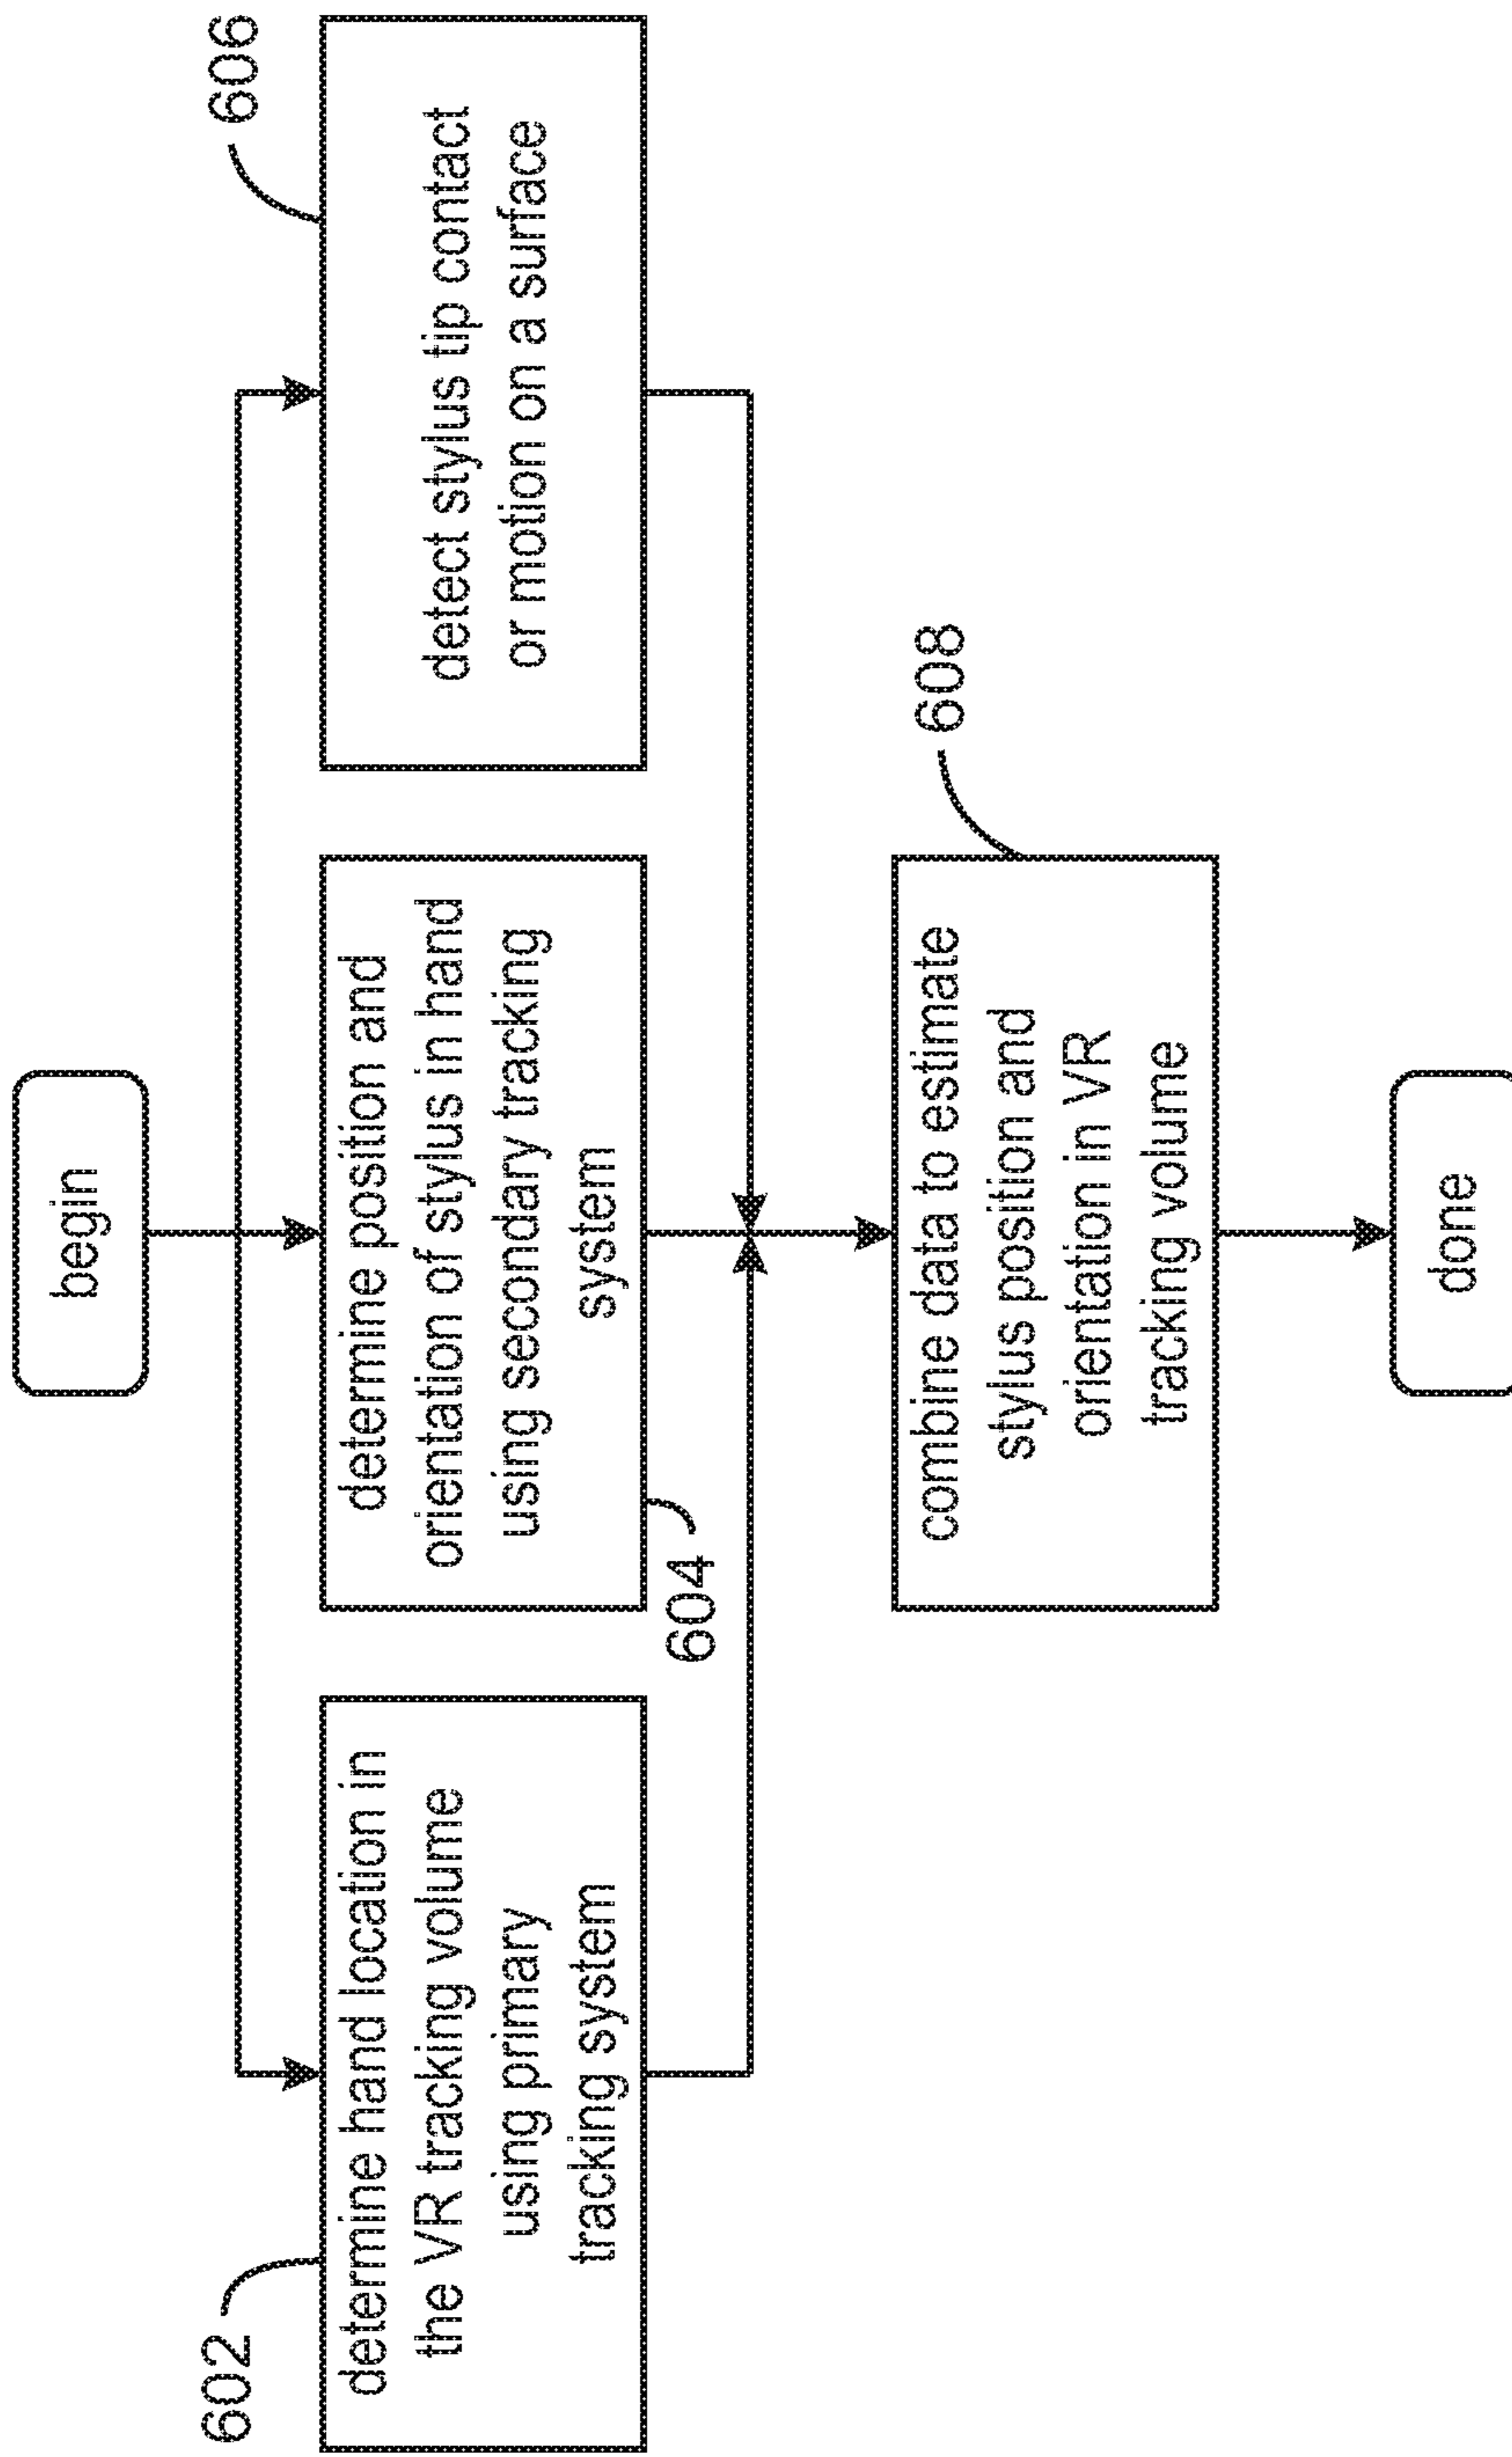 begin
602
determine hand location in
the VR tracking volume
using primary
tracking system
determine position and
orientation of stylus in hand
using secondary tracking
system
604
606
detect stylus tip contact
or motion on a surface
608
combine data to estimate
stylus position and
orientation in VR
tracking volume
done